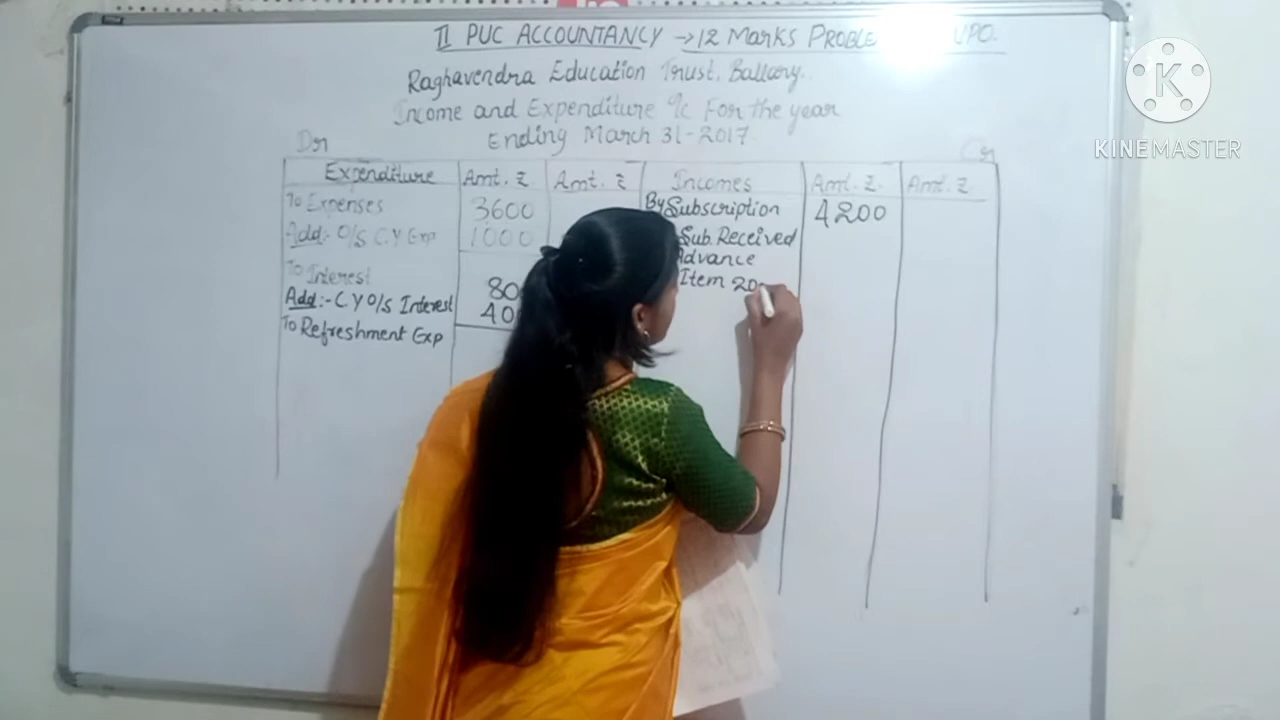 II PUC ACCOUNTANCY → 12 MARKS
Raghavendra Education Trust, Ballary.
Income and Expenditure a/c For the year
Ending March 31-2017.
Dr Cr
Expenditure Amt. ₹ Amt. ₹ Incomes Amt. ₹ Amt. ₹
To Expenses 3600 By Subscription 4200
Add:- O/S C.Y Exp 1000 Sub. Received
Advance
To Interest Item
Add:- C Y O/S Interest
To Refreshment Exp
K
KINEMASTER